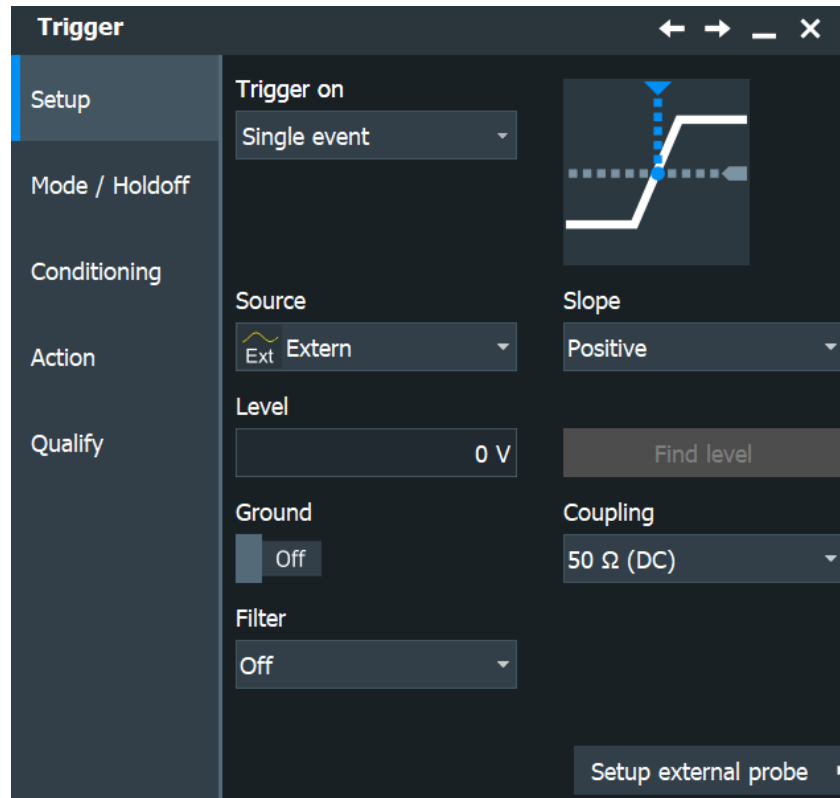 Trigger
Setup
Mode / Holdoff
Conditioning
Action
Qualify
Trigger on
Single event
Source
Slope
Ext Extern
Positive
Level
0 V
Find level
Ground
Coupling
Off
50 Ω (DC)
Filter
Off
Setup external probe